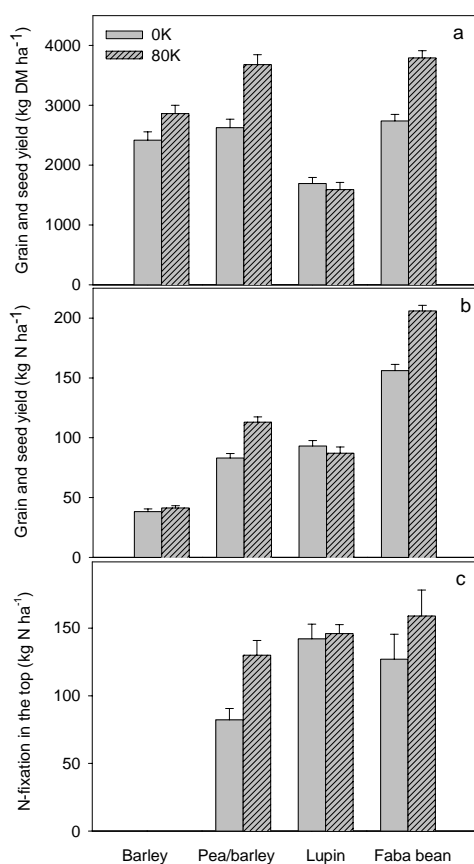 a
0K
80K
Grain and seed yield (kg DM ha⁻¹)
4000
3000
2000
1000
0
b
Grain and seed yield (kg N ha⁻¹)
200
150
100
50
0
c
N-fixation in the top (kg N ha⁻¹)
150
100
50
0
Barley Pea/barley Lupin Faba bean